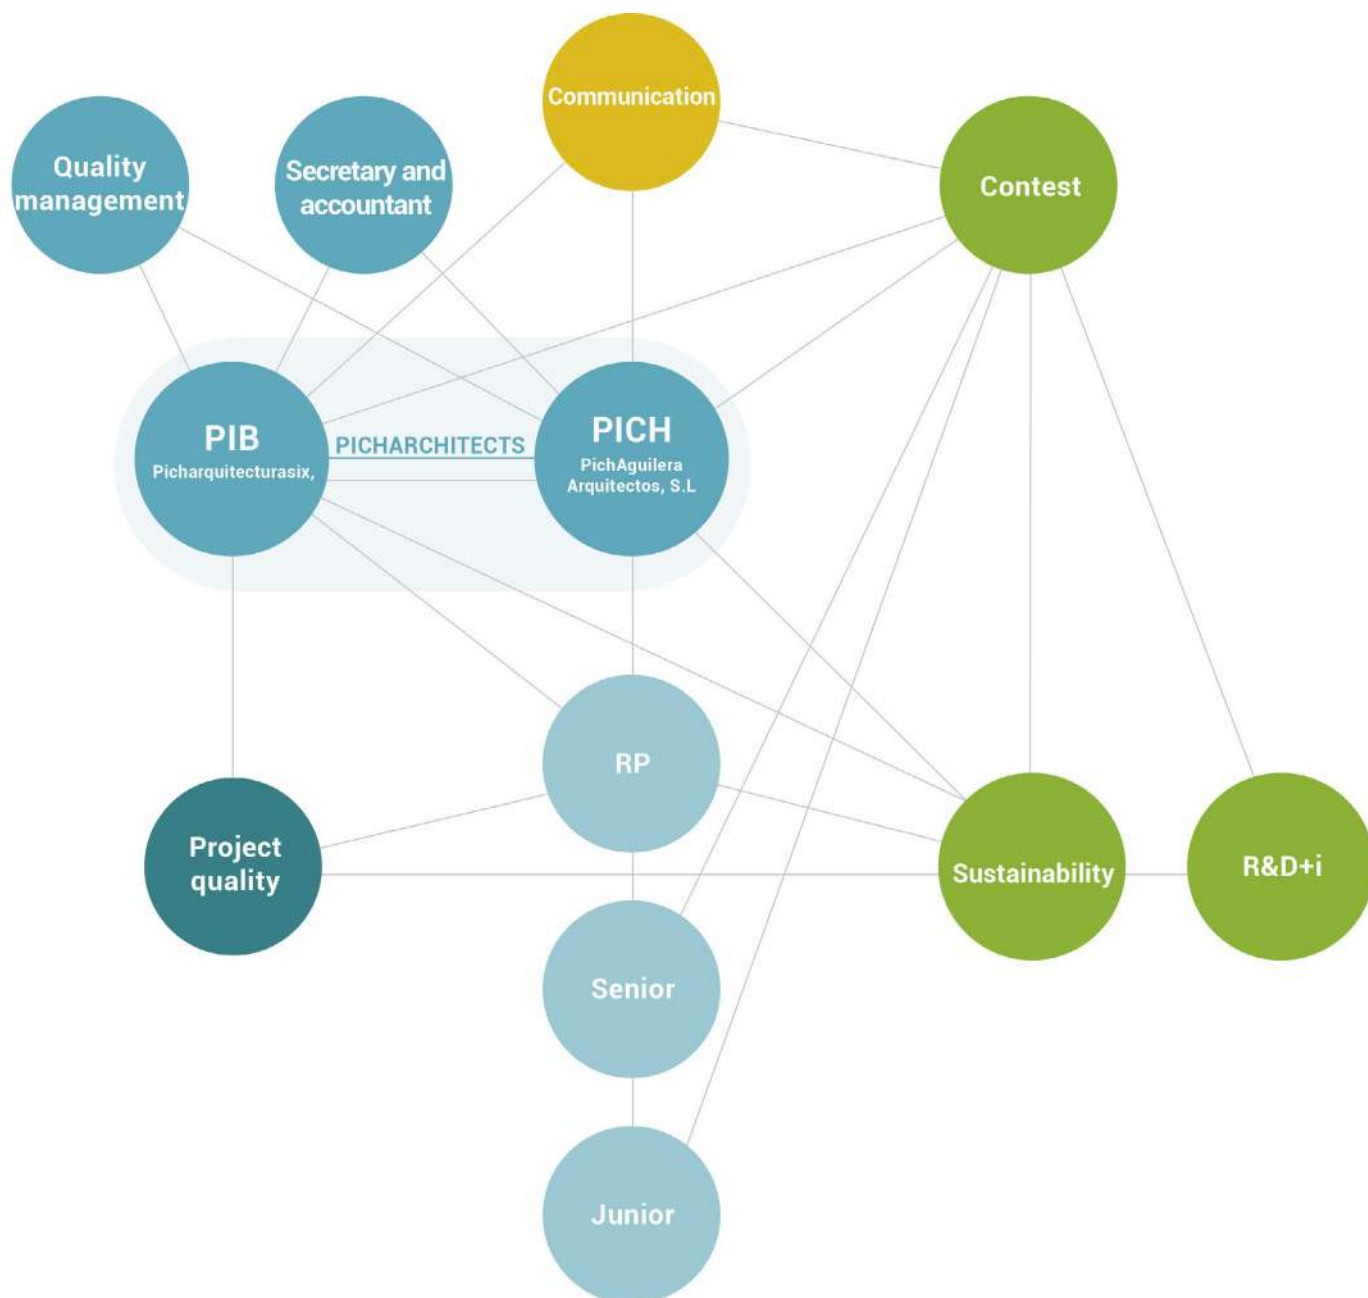 Communication
Quality
management
Secretary and
accountant
Contest
PIB
Picharquitecturasix,
PICHARCHITECTS
PICH
PichAguilera
Arquitectos, S.L
RP
Project
quality
Sustainability
R&D+i
Senior
Junior